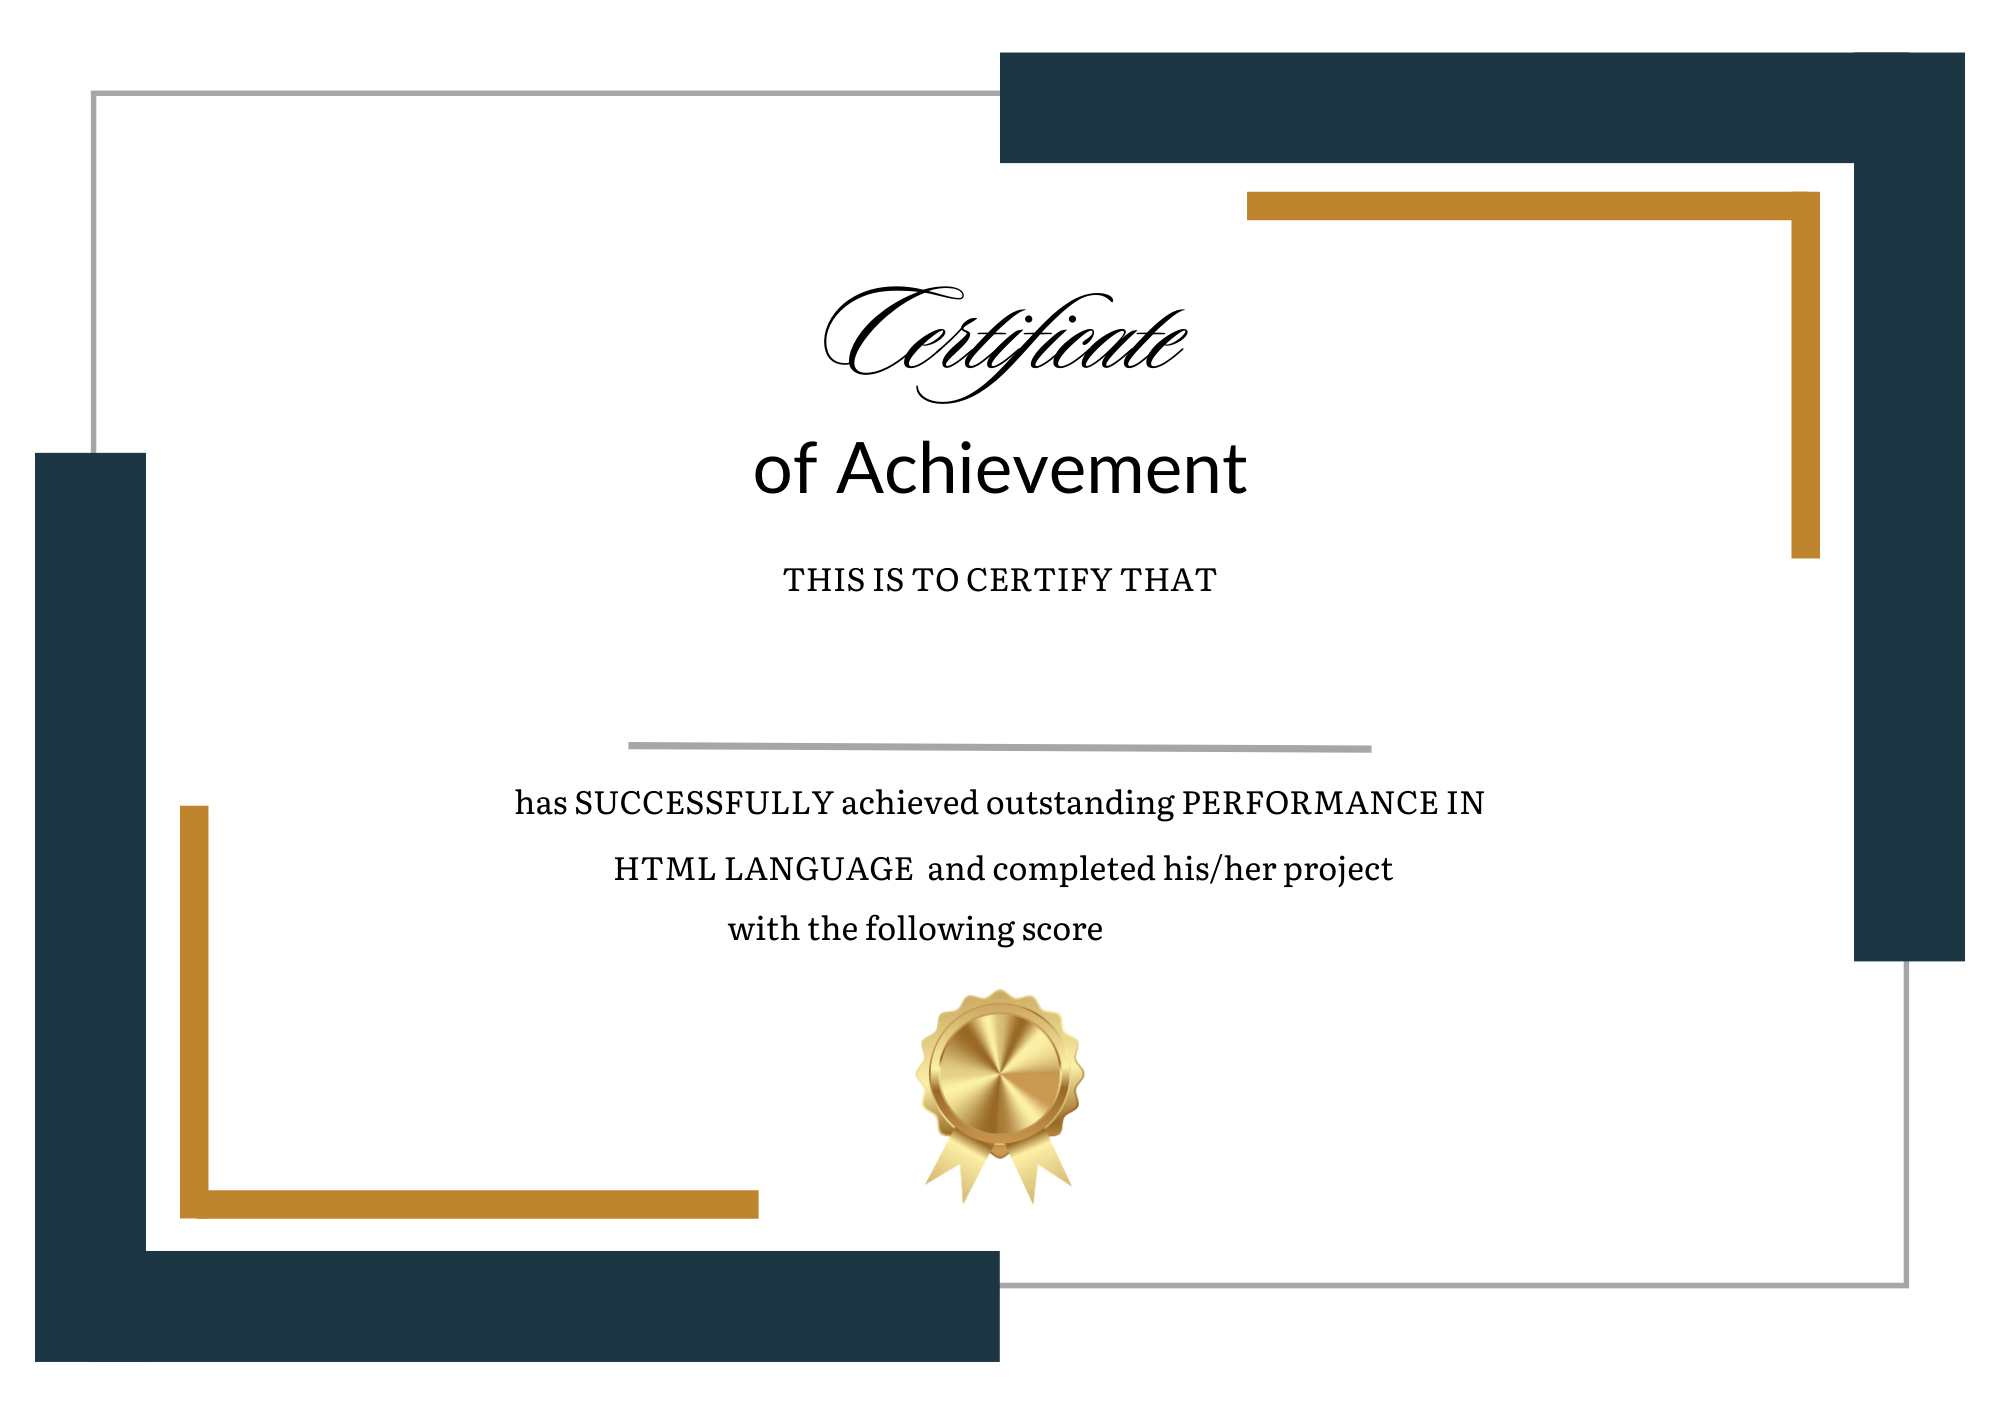 Certificate
of Achievement
THIS IS TO CERTIFY THAT
has SUCCESSFULLY achieved outstanding PERFORMANCE IN
HTML LANGUAGE and completed his/her project
with the following score